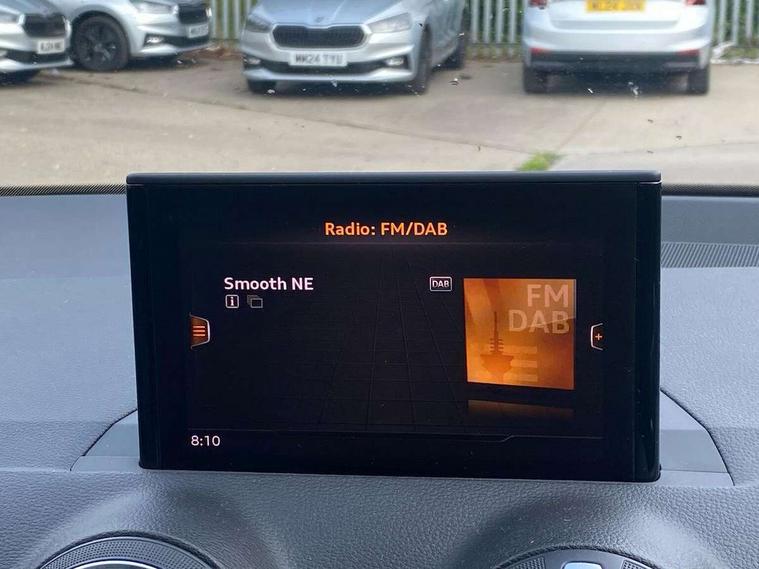 MW24 TYU
Radio: FM/DAB
Smooth NE
DAB
FM
DAB
8:10